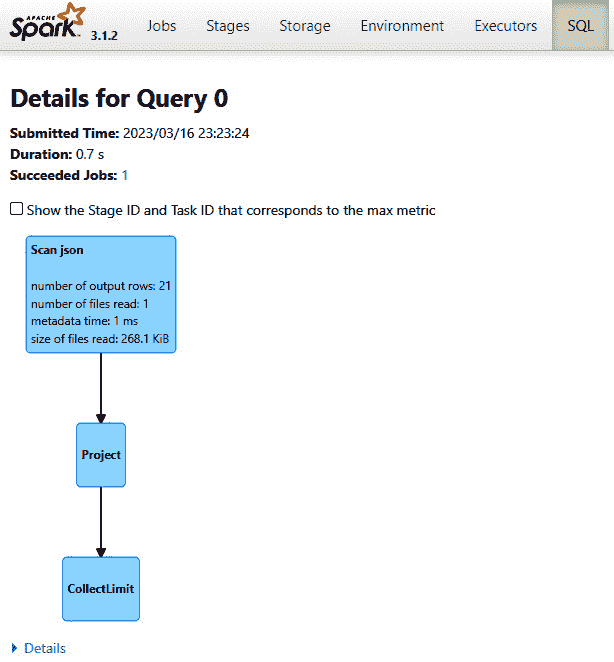 APACHE
Spark 3.1.2 Jobs Stages Storage Environment Executors SQL
Details for Query 0
Submitted Time: 2023/03/16 23:23:24
Duration: 0.7 s
Succeeded Jobs: 1
Show the Stage ID and Task ID that corresponds to the max metric
Scan json
number of output rows: 21
number of files read: 1
metadata time: 1 ms
size of files read: 268.1 KiB
Project
CollectLimit
Details